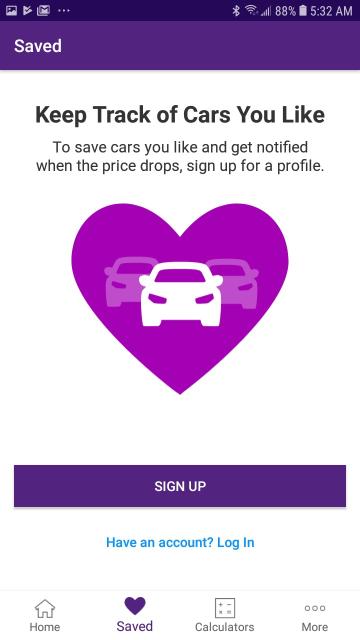 88% 5:32 AM
Saved
Keep Track of Cars You Like
To save cars you like and get notified
when the price drops, sign up for a profile.
SIGN UP
Have an account? Log In
Home
Saved
Calculators
More